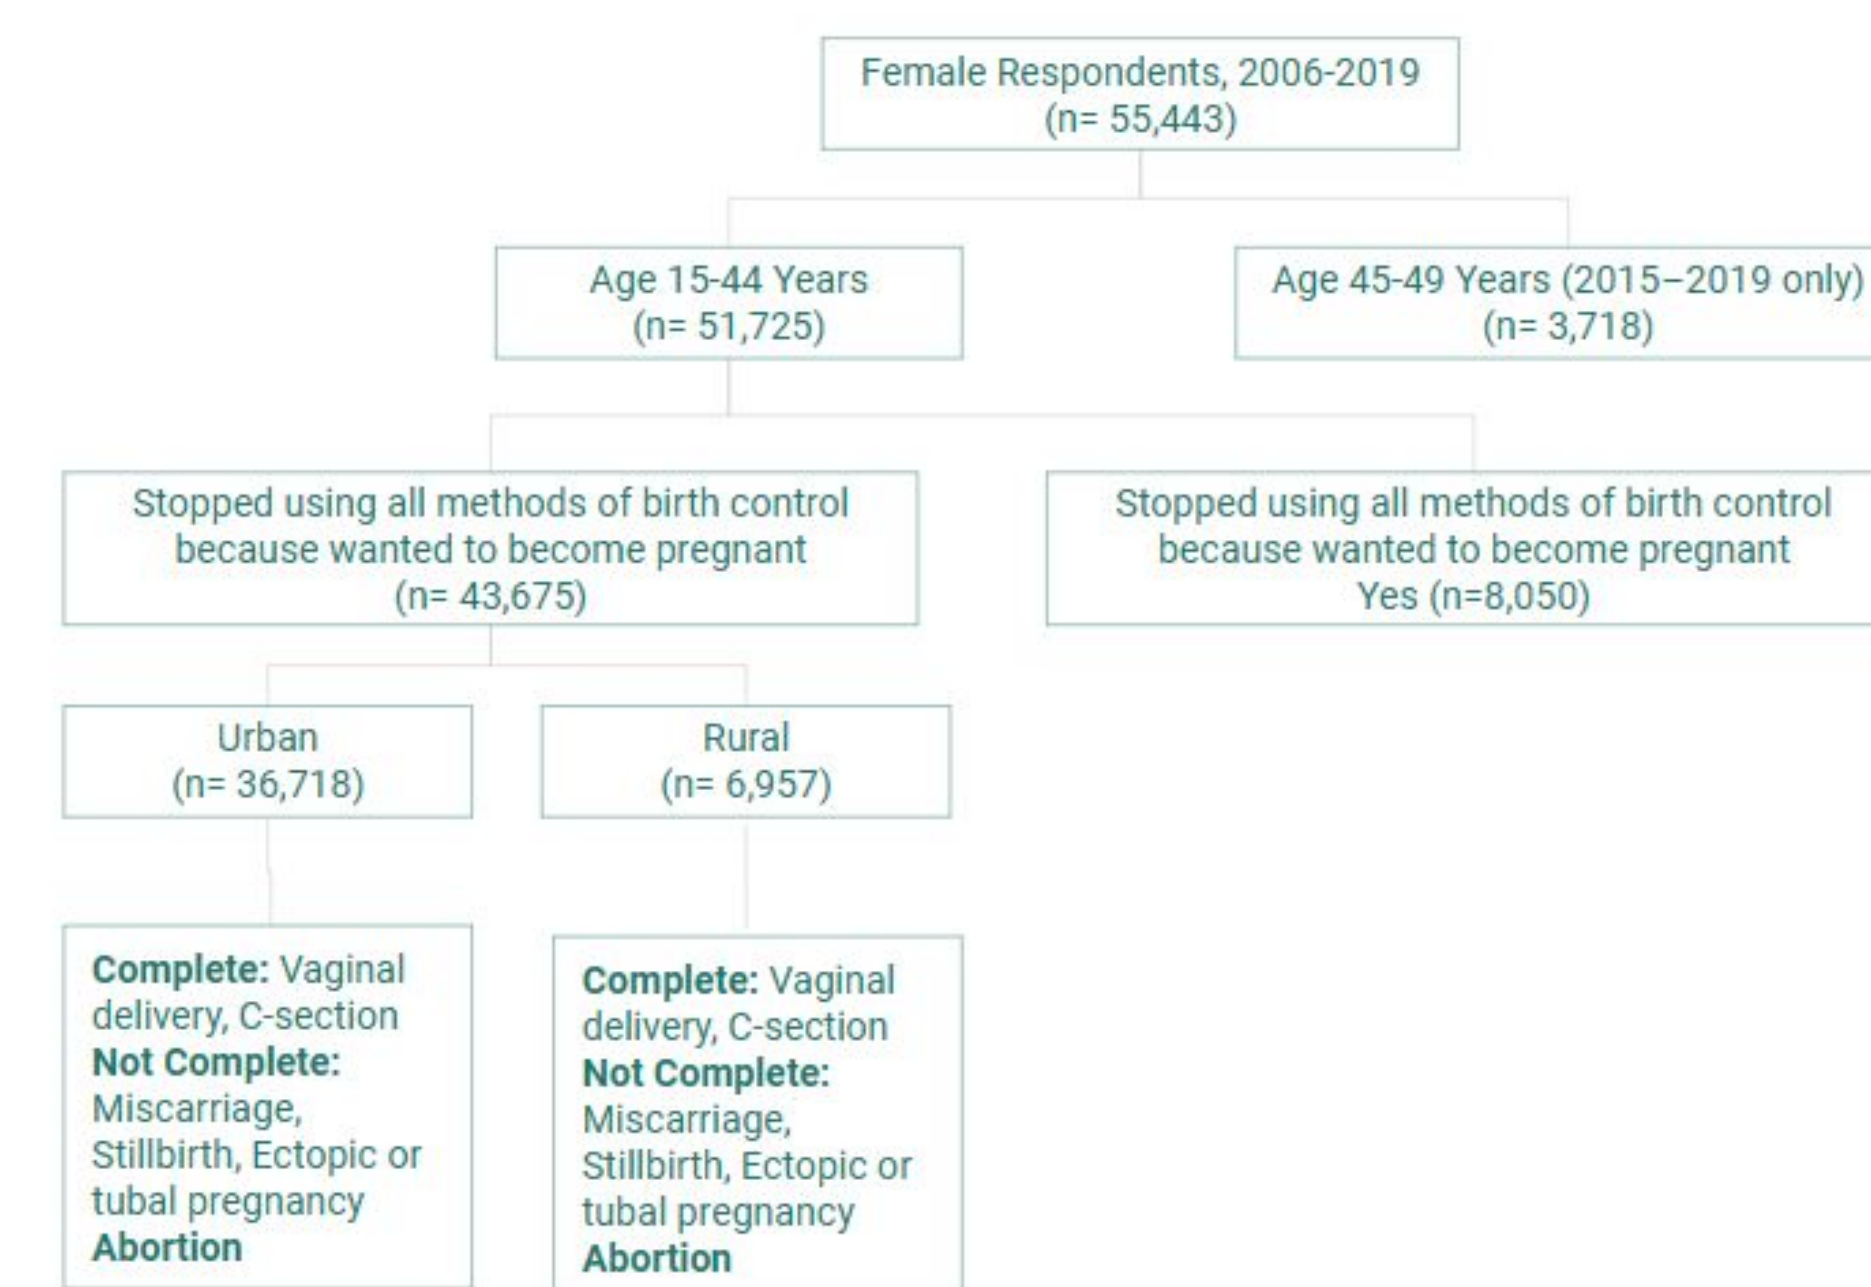 Female Respondents, 2006-2019
(n= 55,443)
Age 15-44 Years
(n= 51,725)
Age 45-49 Years (2015–2019 only)
(n= 3,718)
Stopped using all methods of birth control
because wanted to become pregnant
(n= 43,675)
Stopped using all methods of birth control
because wanted to become pregnant
Yes (n=8,050)
Urban
(n= 36,718)
Rural
(n= 6,957)
Complete: Vaginal
delivery, C-section
Not Complete:
Miscarriage,
Stillbirth, Ectopic or
tubal pregnancy
Abortion
Complete: Vaginal
delivery, C-section
Not Complete:
Miscarriage,
Stillbirth, Ectopic or
tubal pregnancy
Abortion